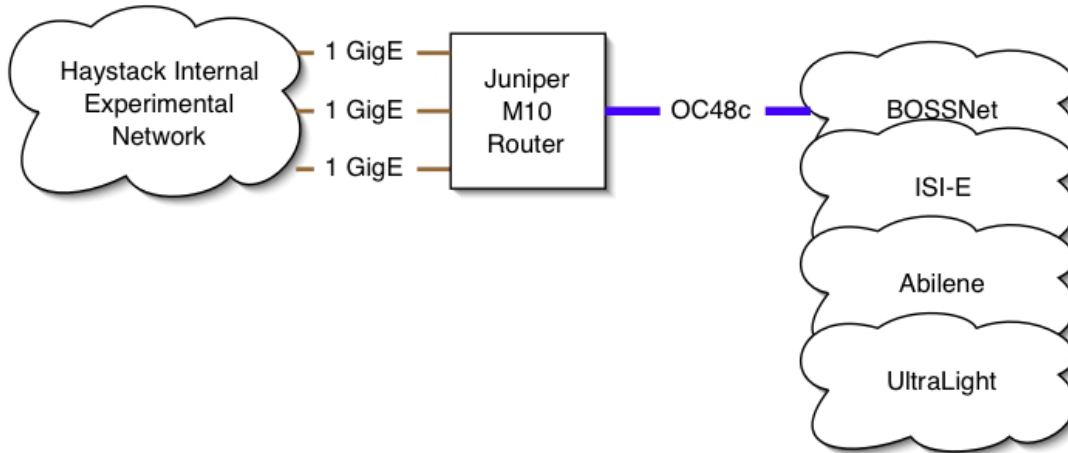 Haystack Internal
Experimental
Network
1 GigE
1 GigE
1 GigE
Juniper
M10
Router
OC48c
BOSSNet
ISI-E
Abilene
UltraLight